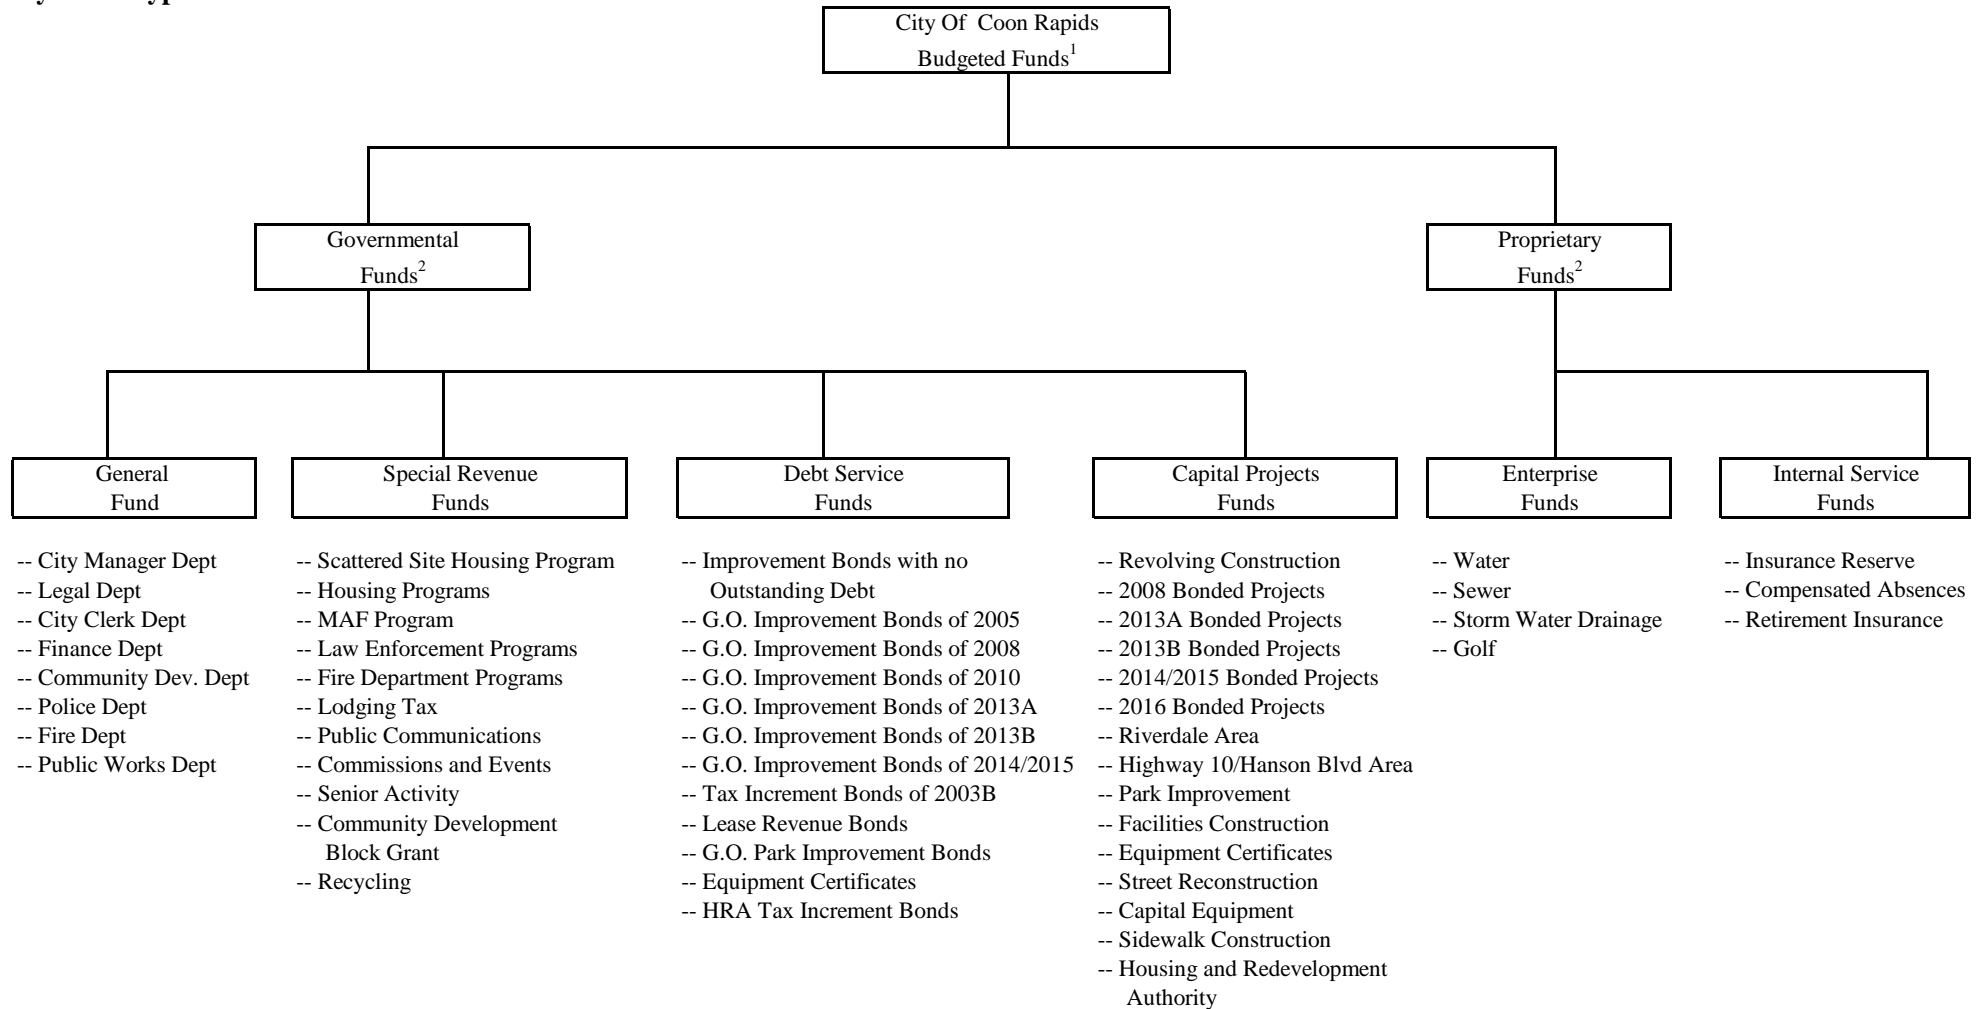 City Of Coon Rapids
Budgeted Funds1
Governmental
Funds2
Proprietary
Funds2
General
Fund
-- City Manager Dept
-- Legal Dept
-- City Clerk Dept
-- Finance Dept
-- Community Dev. Dept
-- Police Dept
-- Fire Dept
-- Public Works Dept
Special Revenue
Funds
-- Scattered Site Housing Program
-- Housing Programs
-- MAF Program
-- Law Enforcement Programs
-- Fire Department Programs
-- Lodging Tax
-- Public Communications
-- Commissions and Events
-- Senior Activity
-- Community Development
Block Grant
-- Recycling
Debt Service
Funds
-- Improvement Bonds with no
Outstanding Debt
-- G.O. Improvement Bonds of 2005
-- G.O. Improvement Bonds of 2008
-- G.O. Improvement Bonds of 2010
-- G.O. Improvement Bonds of 2013A
-- G.O. Improvement Bonds of 2013B
-- G.O. Improvement Bonds of 2014/2015
-- Tax Increment Bonds of 2003B
-- Lease Revenue Bonds
-- G.O. Park Improvement Bonds
-- Equipment Certificates
-- HRA Tax Increment Bonds
Capital Projects
Funds
-- Revolving Construction
-- 2008 Bonded Projects
-- 2013A Bonded Projects
-- 2013B Bonded Projects
-- 2014/2015 Bonded Projects
-- 2016 Bonded Projects
-- Riverdale Area
-- Highway 10/Hanson Blvd Area
-- Park Improvement
-- Facilities Construction
-- Equipment Certificates
-- Street Reconstruction
-- Capital Equipment
-- Sidewalk Construction
-- Housing and Redevelopment
Authority
Enterprise
Funds
-- Water
-- Sewer
-- Storm Water Drainage
-- Golf
Internal Service
Funds
-- Insurance Reserve
-- Compensated Absences
-- Retirement Insurance